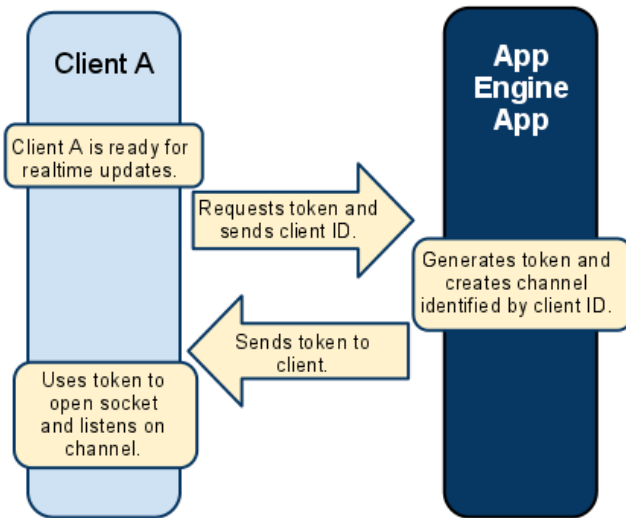 Client A
App
Engine
App
Client A is ready for
realtime updates.
Requests token and
sends client ID.
Generates token and
creates channel
identified by client ID.
Sends token to
client.
Uses token to
open socket
and listens on
channel.